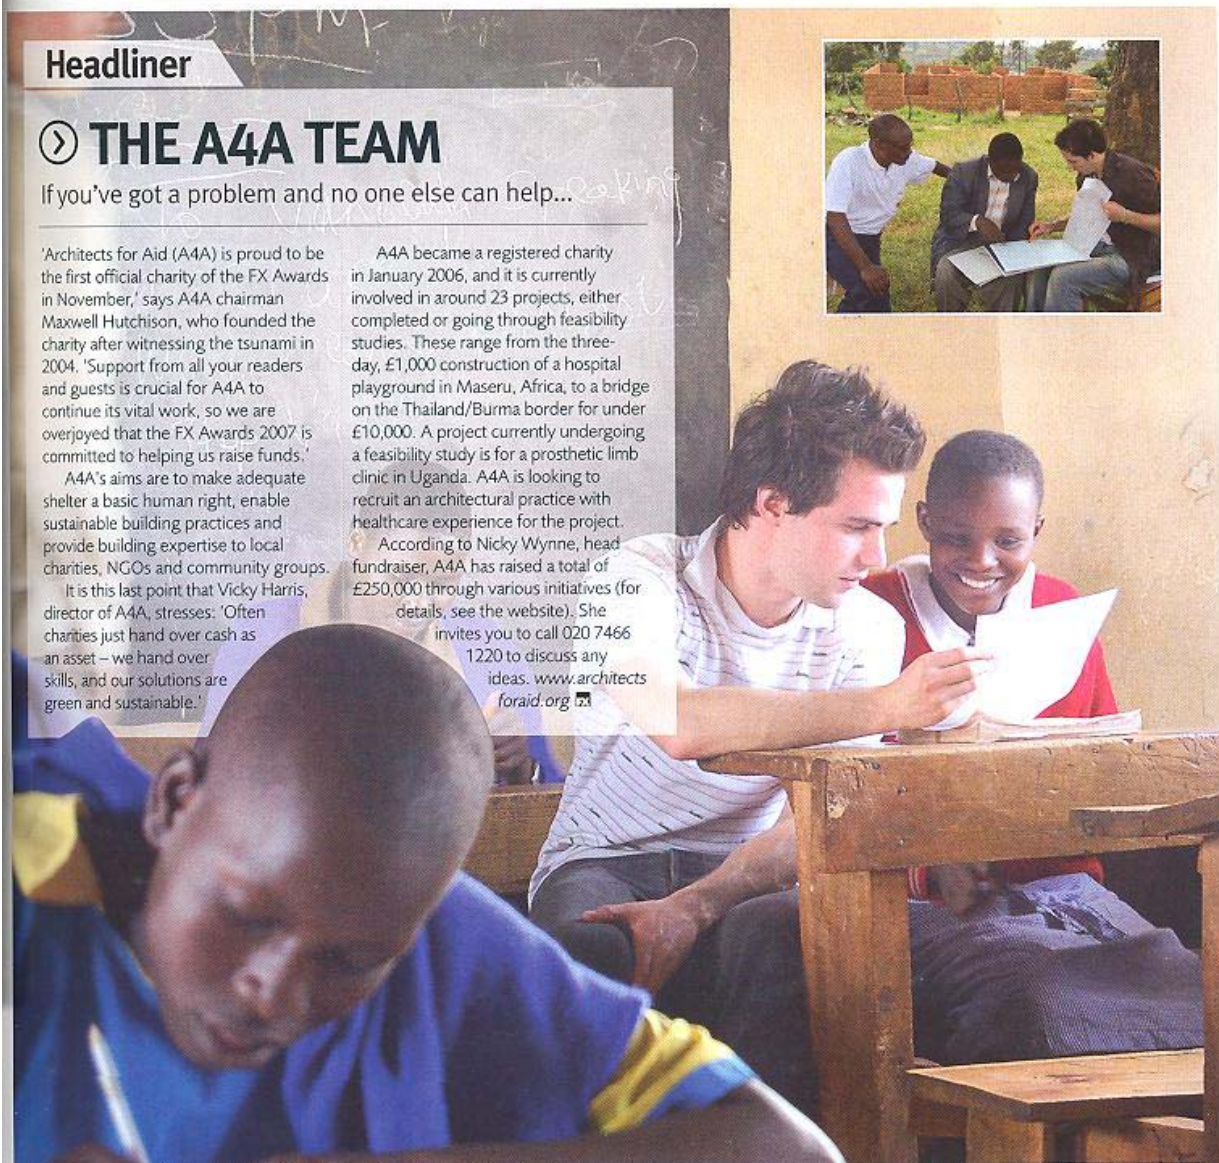 Headliner
THE A4A TEAM
If you've got a problem and no one else can help...
'Architects for Aid (A4A) is proud to be
the first official charity of the FX Awards
in November,' says A4A chairman
Maxwell Hutchison, who founded the
charity after witnessing the tsunami in
2004. 'Support from all your readers
and guests is crucial for A4A to
continue its vital work, so we are
overjoyed that the FX Awards 2007 is
committed to helping us raise funds.'
A4A's aims are to make adequate
shelter a basic human right, enable
sustainable building practices and
provide building expertise to local
charities, NGOs and community groups.
It is this last point that Vicky Harris,
director of A4A, stresses: 'Often
charities just hand over cash as
an asset – we hand over
skills, and our solutions are
green and sustainable.'
A4A became a registered charity
in January 2006, and it is currently
involved in around 23 projects, either
completed or going through feasibility
studies. These range from the three-
day, £1,000 construction of a hospital
playground in Maseru, Africa, to a bridge
on the Thailand/Burma border for under
£10,000. A project currently undergoing
a feasibility study is for a prosthetic limb
clinic in Uganda. A4A is looking to
recruit an architectural practice with
healthcare experience for the project.
According to Nicky Wynne, head
fundraiser, A4A has raised a total of
£250,000 through various initiatives (for
details, see the website). She
invites you to call 020 7466
1220 to discuss any
ideas. www.architects
foraid.org FX